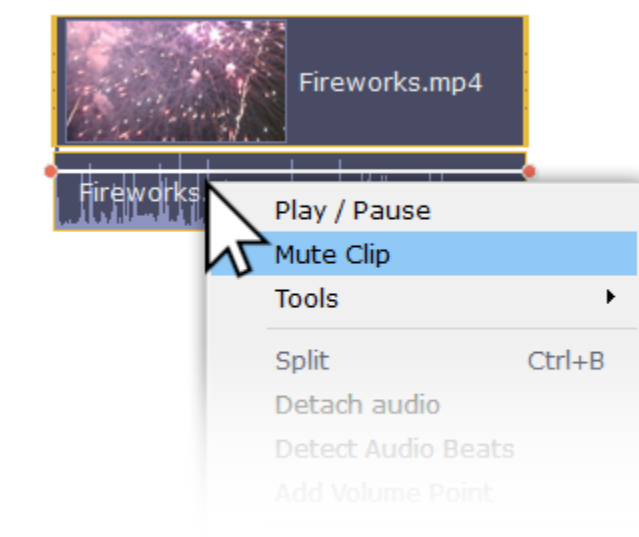 Fireworks.mp4
Fireworks.
Play / Pause
Mute Clip
Tools
Split Ctrl+B
Detach audio
Detect Audio Beats
Add Volume Point